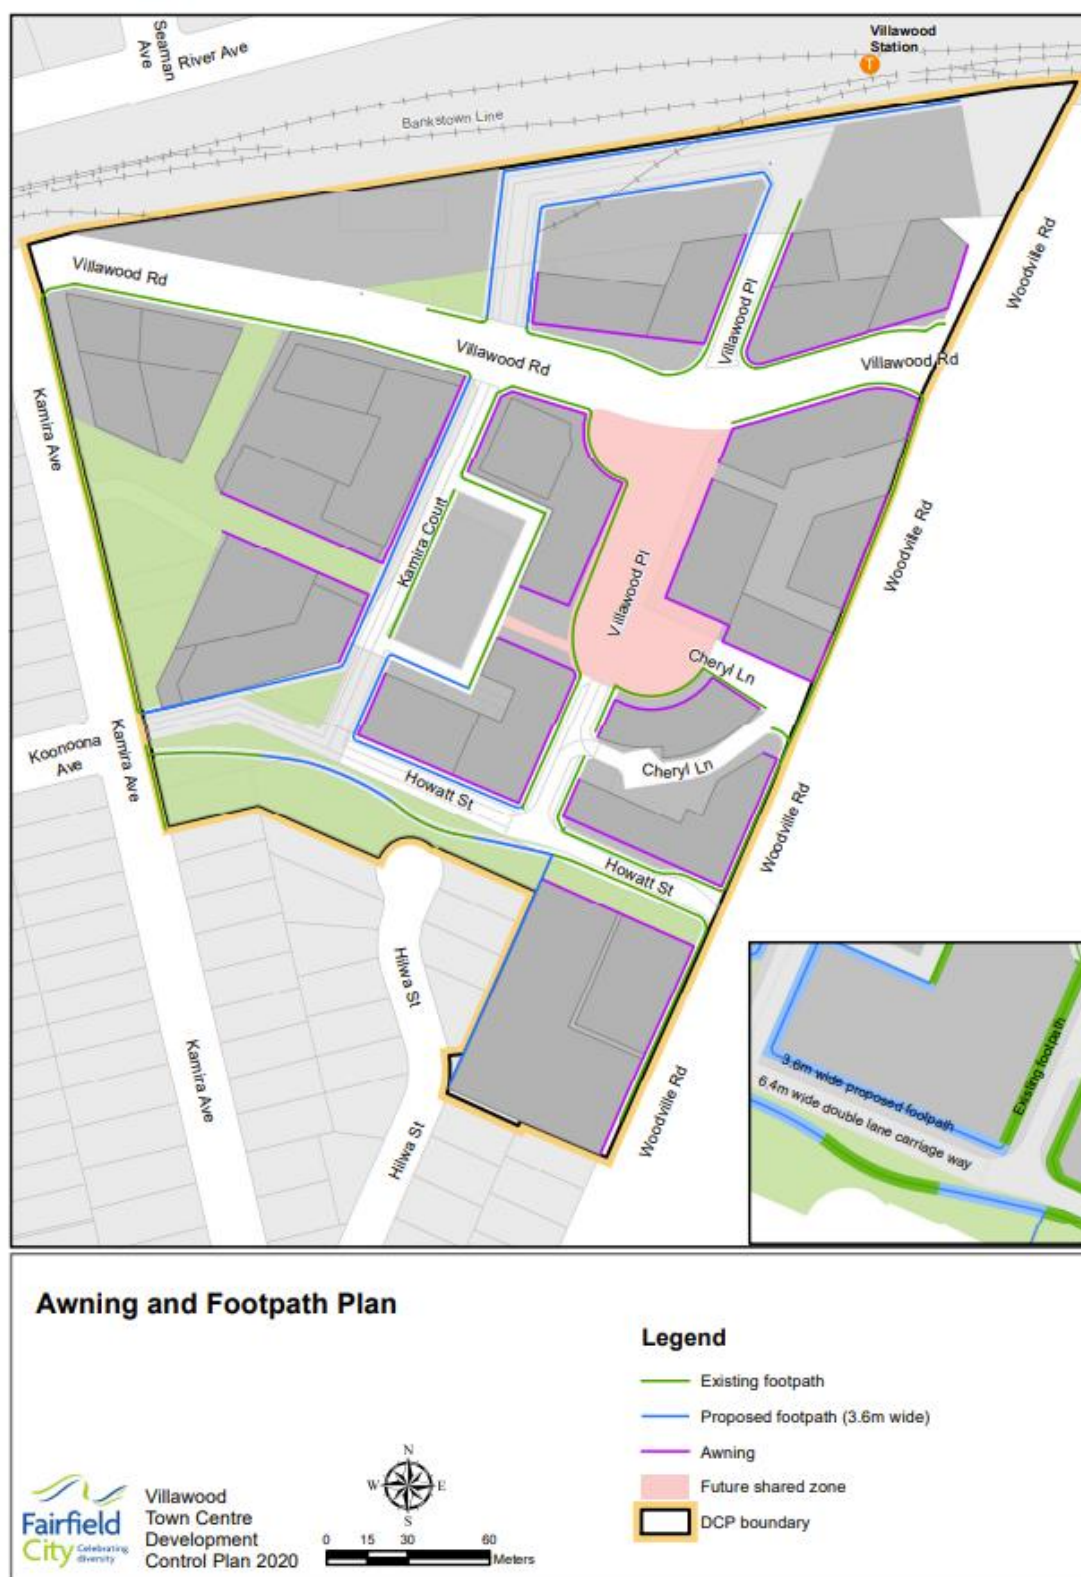 Villawood
Station
T
Seaman
Ave
River Ave
Bankstown Line
Woodville Rd
Villawood Rd
Villawood Pl
Villawood Rd
Villawood Rd
Kamira Ave
Kamira Court
Woodville Rd
Villawood Pl
Cheryl Ln
Koonoona
Ave
Kamira Ave
Cheryl Ln
Howatt St
Woodville Rd
Howatt St
Hilwa St
Kamira Ave
Woodville Rd
Hilwa St
Existing footpath
3.6m wide proposed footpath
6.4m wide double lane carriage way
Awning and Footpath Plan
Legend
Existing footpath
Proposed footpath (3.6m wide)
Awning
Future shared zone
DCP boundary
Fairfield
City Celebrating
diversity
Villawood
Town Centre
Development
Control Plan 2020
N
W E
S
0 15 30 60
Meters